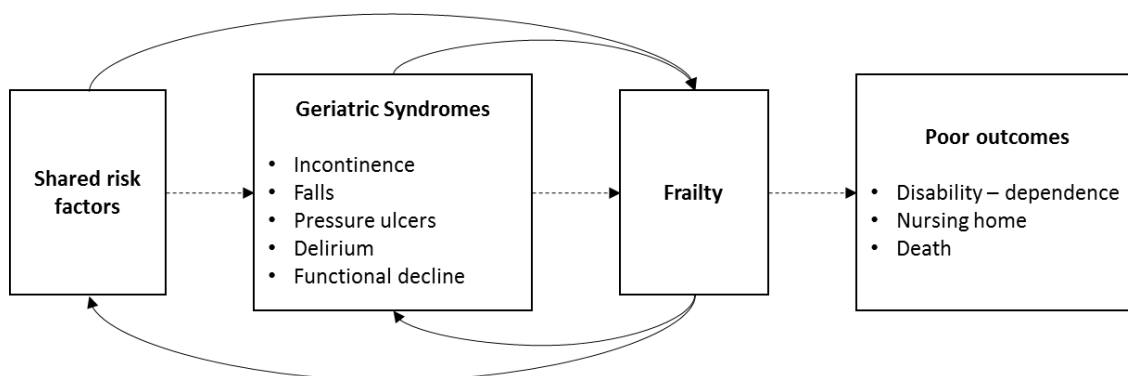 Shared risk
factors
Geriatric Syndromes
• Incontinence
• Falls
• Pressure ulcers
• Delirium
• Functional decline
Frailty
Poor outcomes
• Disability – dependence
• Nursing home
• Death